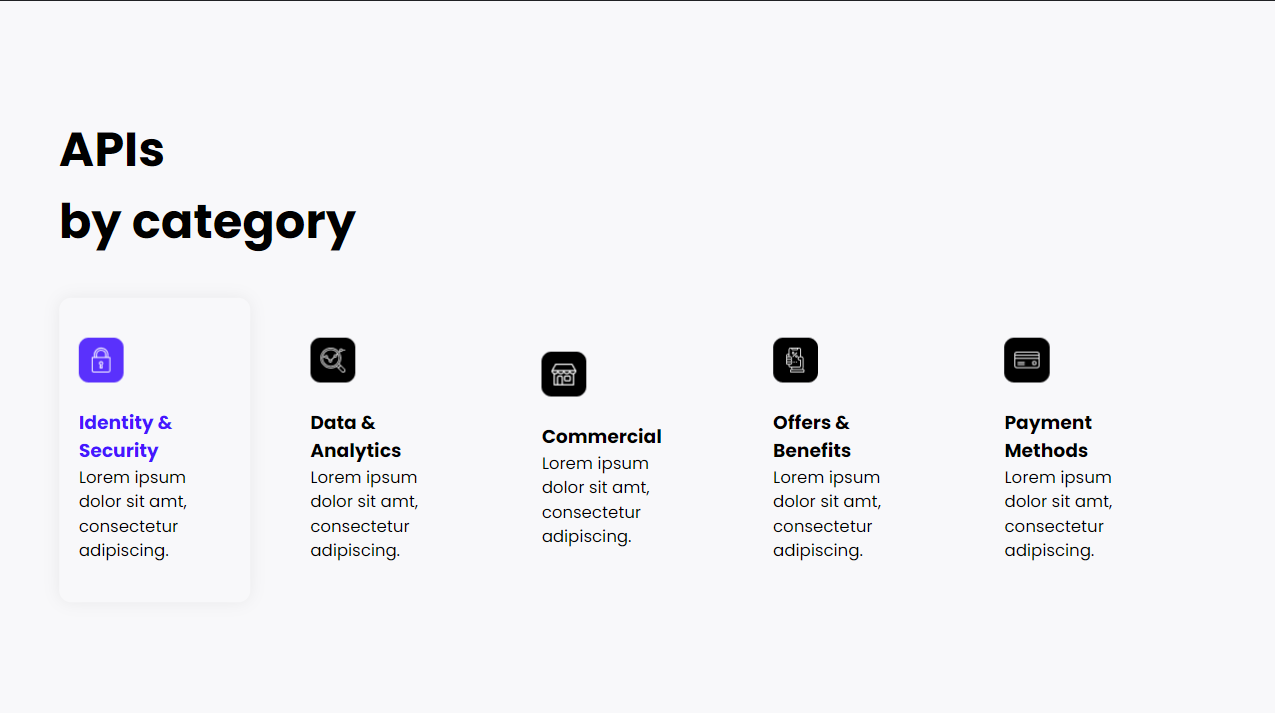 APIs
by category
Identity &
Security
Lorem ipsum
dolor sit amt,
consectetur
adipiscing.
Data &
Analytics
Lorem ipsum
dolor sit amt,
consectetur
adipiscing.
Commercial
Lorem ipsum
dolor sit amt,
consectetur
adipiscing.
Offers &
Benefits
Lorem ipsum
dolor sit amt,
consectetur
adipiscing.
Payment
Methods
Lorem ipsum
dolor sit amt,
consectetur
adipiscing.